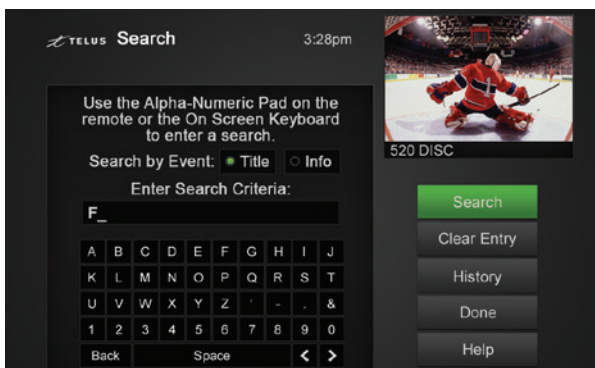 TELUS Search 3:28pm
Use the Alpha-Numeric Pad on the
remote or the On Screen Keyboard
to enter a search.
Search by Event: Title Info
Enter Search Criteria:
F_
A B C D E F G H I J
K L M N O P Q R S T
U V W X Y Z ' - . &
1 2 3 4 5 6 7 8 9 0
Back Space < >
520 DISC
Search
Clear Entry
History
Done
Help